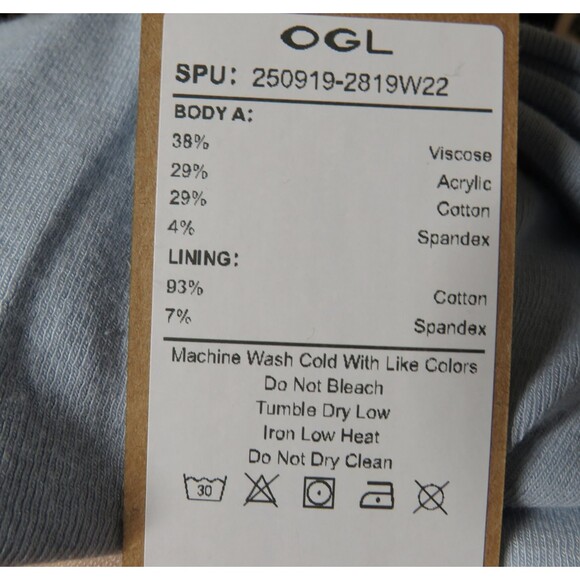 OGL
SPU: 250919-2819W22
BODY A:
38% Viscose
29% Acrylic
29% Cotton
4% Spandex
LINING:
93% Cotton
7% Spandex
Machine Wash Cold With Like Colors
Do Not Bleach
Tumble Dry Low
Iron Low Heat
Do Not Dry Clean
30